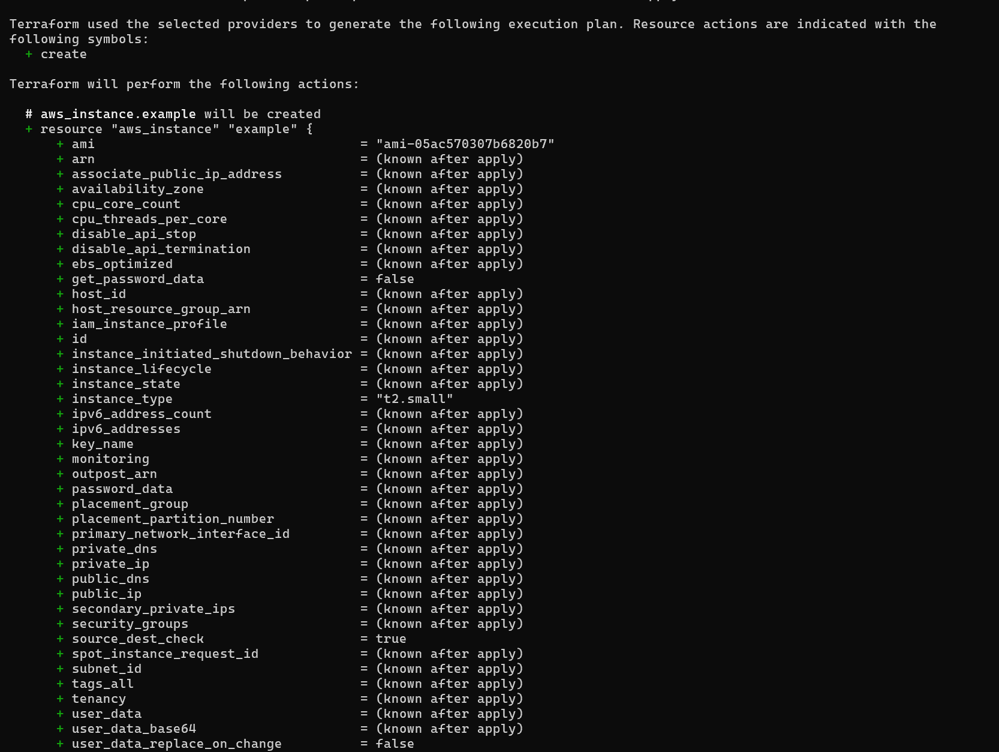 Terraform used the selected providers to generate the following execution plan. Resource actions are indicated with the
following symbols:
  + create

Terraform will perform the following actions:

  # aws_instance.example will be created
  + resource "aws_instance" "example" {
      + ami                                  = "ami-05ac570307b6820b7"
      + arn                                  = (known after apply)
      + associate_public_ip_address          = (known after apply)
      + availability_zone                    = (known after apply)
      + cpu_core_count                       = (known after apply)
      + cpu_threads_per_core                 = (known after apply)
      + disable_api_stop                     = (known after apply)
      + disable_api_termination              = (known after apply)
      + ebs_optimized                        = (known after apply)
      + get_password_data                    = false
      + host_id                              = (known after apply)
      + host_resource_group_arn              = (known after apply)
      + iam_instance_profile                 = (known after apply)
      + id                                   = (known after apply)
      + instance_initiated_shutdown_behavior = (known after apply)
      + instance_lifecycle                   = (known after apply)
      + instance_state                       = (known after apply)
      + instance_type                        = "t2.small"
      + ipv6_address_count                   = (known after apply)
      + ipv6_addresses                       = (known after apply)
      + key_name                             = (known after apply)
      + monitoring                           = (known after apply)
      + outpost_arn                          = (known after apply)
      + password_data                        = (known after apply)
      + placement_group                      = (known after apply)
      + placement_partition_number           = (known after apply)
      + primary_network_interface_id         = (known after apply)
      + private_dns                          = (known after apply)
      + private_ip                           = (known after apply)
      + public_dns                           = (known after apply)
      + public_ip                            = (known after apply)
      + secondary_private_ips                = (known after apply)
      + security_groups                      = (known after apply)
      + source_dest_check                    = true
      + spot_instance_request_id             = (known after apply)
      + subnet_id                            = (known after apply)
      + tags_all                             = (known after apply)
      + tenancy                              = (known after apply)
      + user_data                            = (known after apply)
      + user_data_base64                     = (known after apply)
      + user_data_replace_on_change          = false